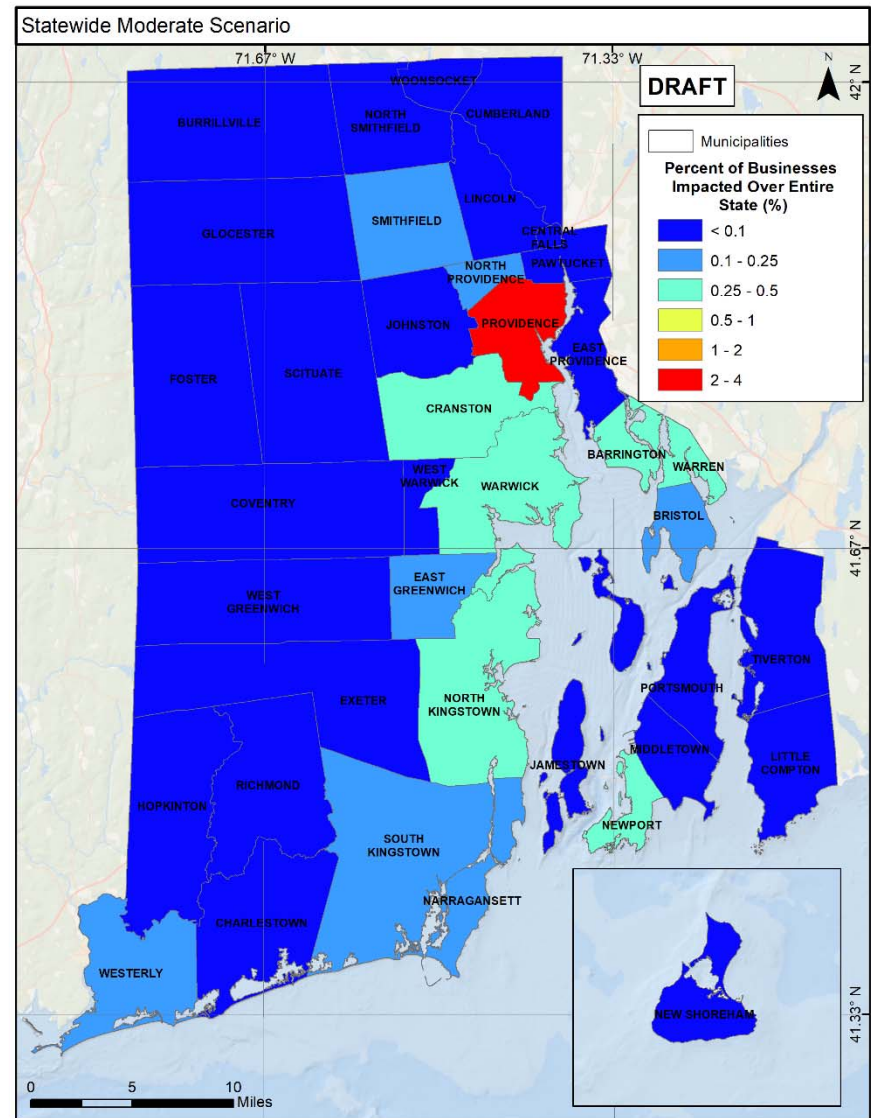 Statewide Moderate Scenario
71.67° W
71.33° W
N
42° N
DRAFT
Municipalities
Percent of Businesses
Impacted Over Entire
State (%)
< 0.1
0.1 - 0.25
0.25 - 0.5
0.5 - 1
1 - 2
2 - 4
WOONSOCKET
BURRILLVILLE
NORTH
SMITHFIELD
CUMBERLAND
LINCOLN
SMITHFIELD
GLOCESTER
CENTRAL
FALLS
PAWTUCKET
NORTH
PROVIDENCE
JOHNSTON
PROVIDENCE
EAST
PROVIDENCE
FOSTER
SCITUATE
CRANSTON
BARRINGTON
WARREN
WEST
WARWICK
WARWICK
COVENTRY
BRISTOL
41.67° N
EAST
GREENWICH
WEST
GREENWICH
TIVERTON
PORTSMOUTH
EXETER
NORTH
KINGSTOWN
MIDDLETOWN
JAMESTOWN
LITTLE
COMPTON
HOPKINTON
RICHMOND
NEWPORT
SOUTH
KINGSTOWN
NARRAGANSETT
CHARLESTOWN
WESTERLY
NEW SHOREHAM
41.33° N
0 5 10
Miles